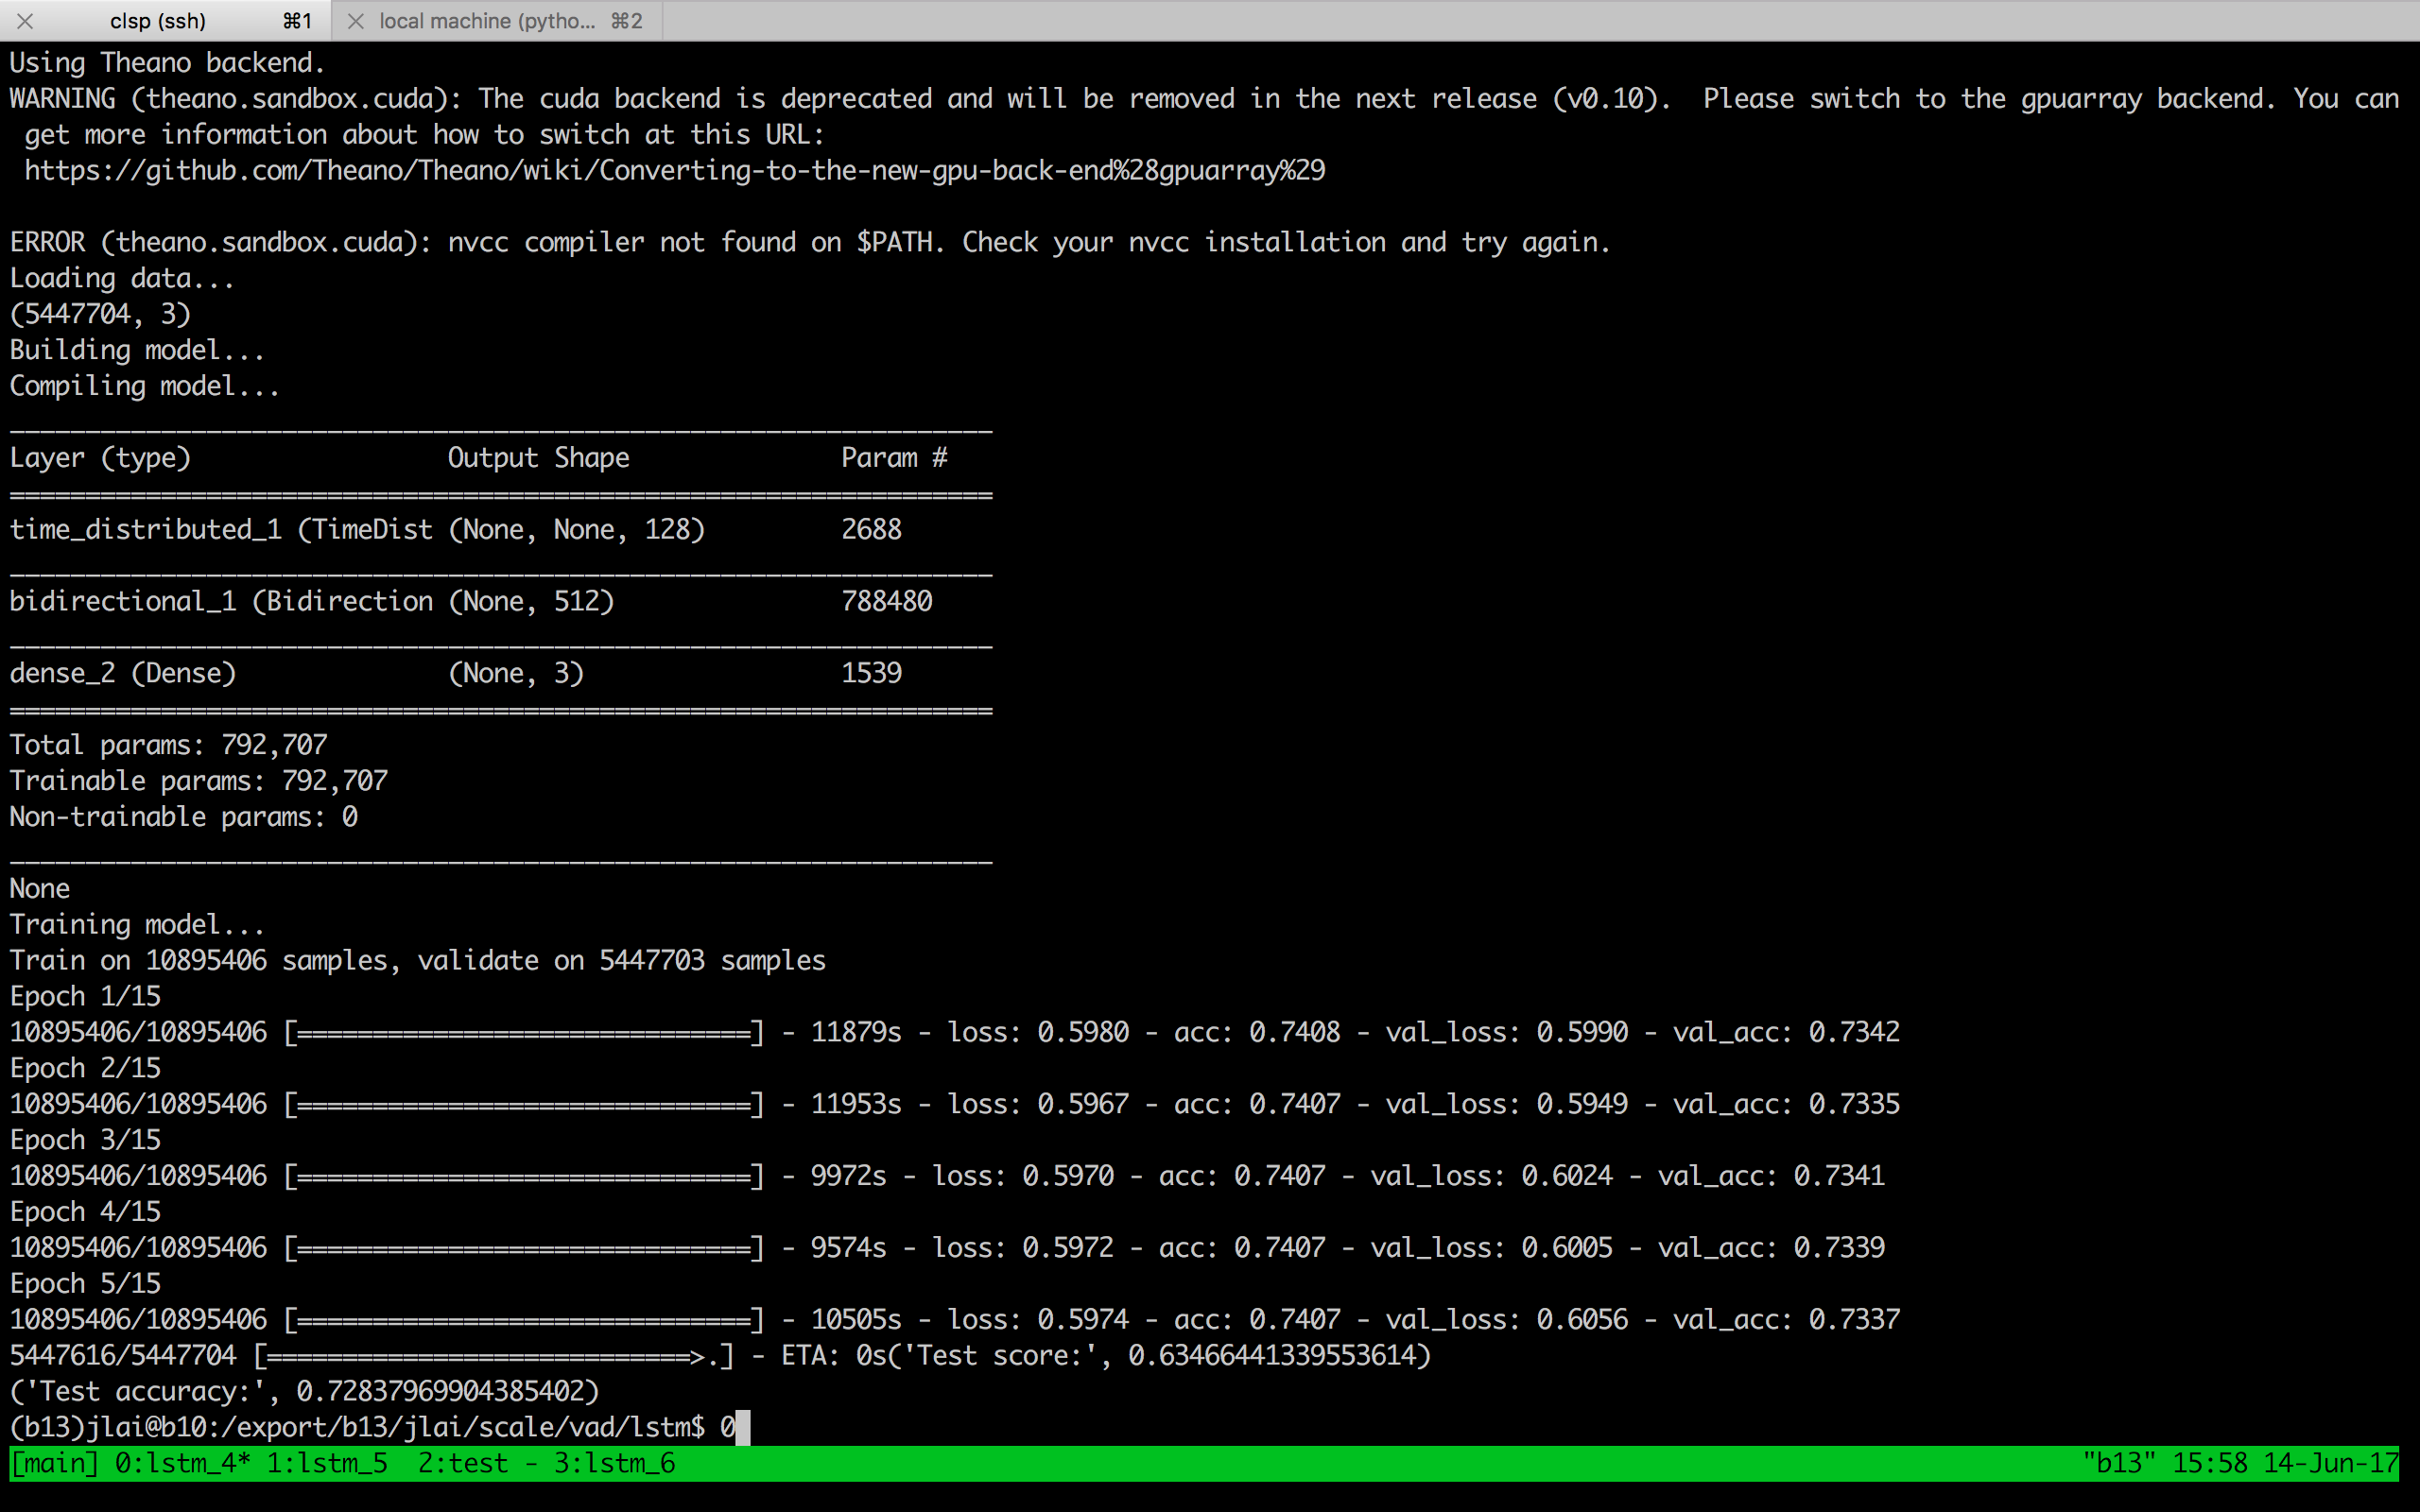 clsp (ssh) ⌘1 local machine (pytho... ⌘2
Using Theano backend.
WARNING (theano.sandbox.cuda): The cuda backend is deprecated and will be removed in the next release (v0.10).  Please switch to the gpuarray backend. You can
 get more information about how to switch at this URL:
 https://github.com/Theano/Theano/wiki/Converting-to-the-new-gpu-back-end%28gpuarray%29
ERROR (theano.sandbox.cuda): nvcc compiler not found on $PATH. Check your nvcc installation and try again.
Loading data...
(5447704, 3)
Building model...
Compiling model...
_________________________________________________________________
Layer (type)                 Output Shape              Param #
=================================================================
time_distributed_1 (TimeDist (None, None, 128)         2688
_________________________________________________________________
bidirectional_1 (Bidirection (None, 512)               788480
_________________________________________________________________
dense_2 (Dense)              (None, 3)                 1539
=================================================================
Total params: 792,707
Trainable params: 792,707
Non-trainable params: 0
_________________________________________________________________
None
Training model...
Train on 10895406 samples, validate on 5447703 samples
Epoch 1/15
10895406/10895406 [==============================] - 11879s - loss: 0.5980 - acc: 0.7408 - val_loss: 0.5990 - val_acc: 0.7342
Epoch 2/15
10895406/10895406 [==============================] - 11953s - loss: 0.5967 - acc: 0.7407 - val_loss: 0.5949 - val_acc: 0.7335
Epoch 3/15
10895406/10895406 [==============================] - 9972s - loss: 0.5970 - acc: 0.7407 - val_loss: 0.6024 - val_acc: 0.7341
Epoch 4/15
10895406/10895406 [==============================] - 9574s - loss: 0.5972 - acc: 0.7407 - val_loss: 0.6005 - val_acc: 0.7339
Epoch 5/15
10895406/10895406 [==============================] - 10505s - loss: 0.5974 - acc: 0.7407 - val_loss: 0.6056 - val_acc: 0.7337
5447616/5447704 [============================>.] - ETA: 0s('Test score:', 0.63466441339553614)
('Test accuracy:', 0.72837969904385402)
(b13)jlai@b10:/export/b13/jlai/scale/vad/lstm$ 0
[main] 0:lstm_4* 1:lstm_5  2:test - 3:lstm_6 "b13" 15:58 14-Jun-17